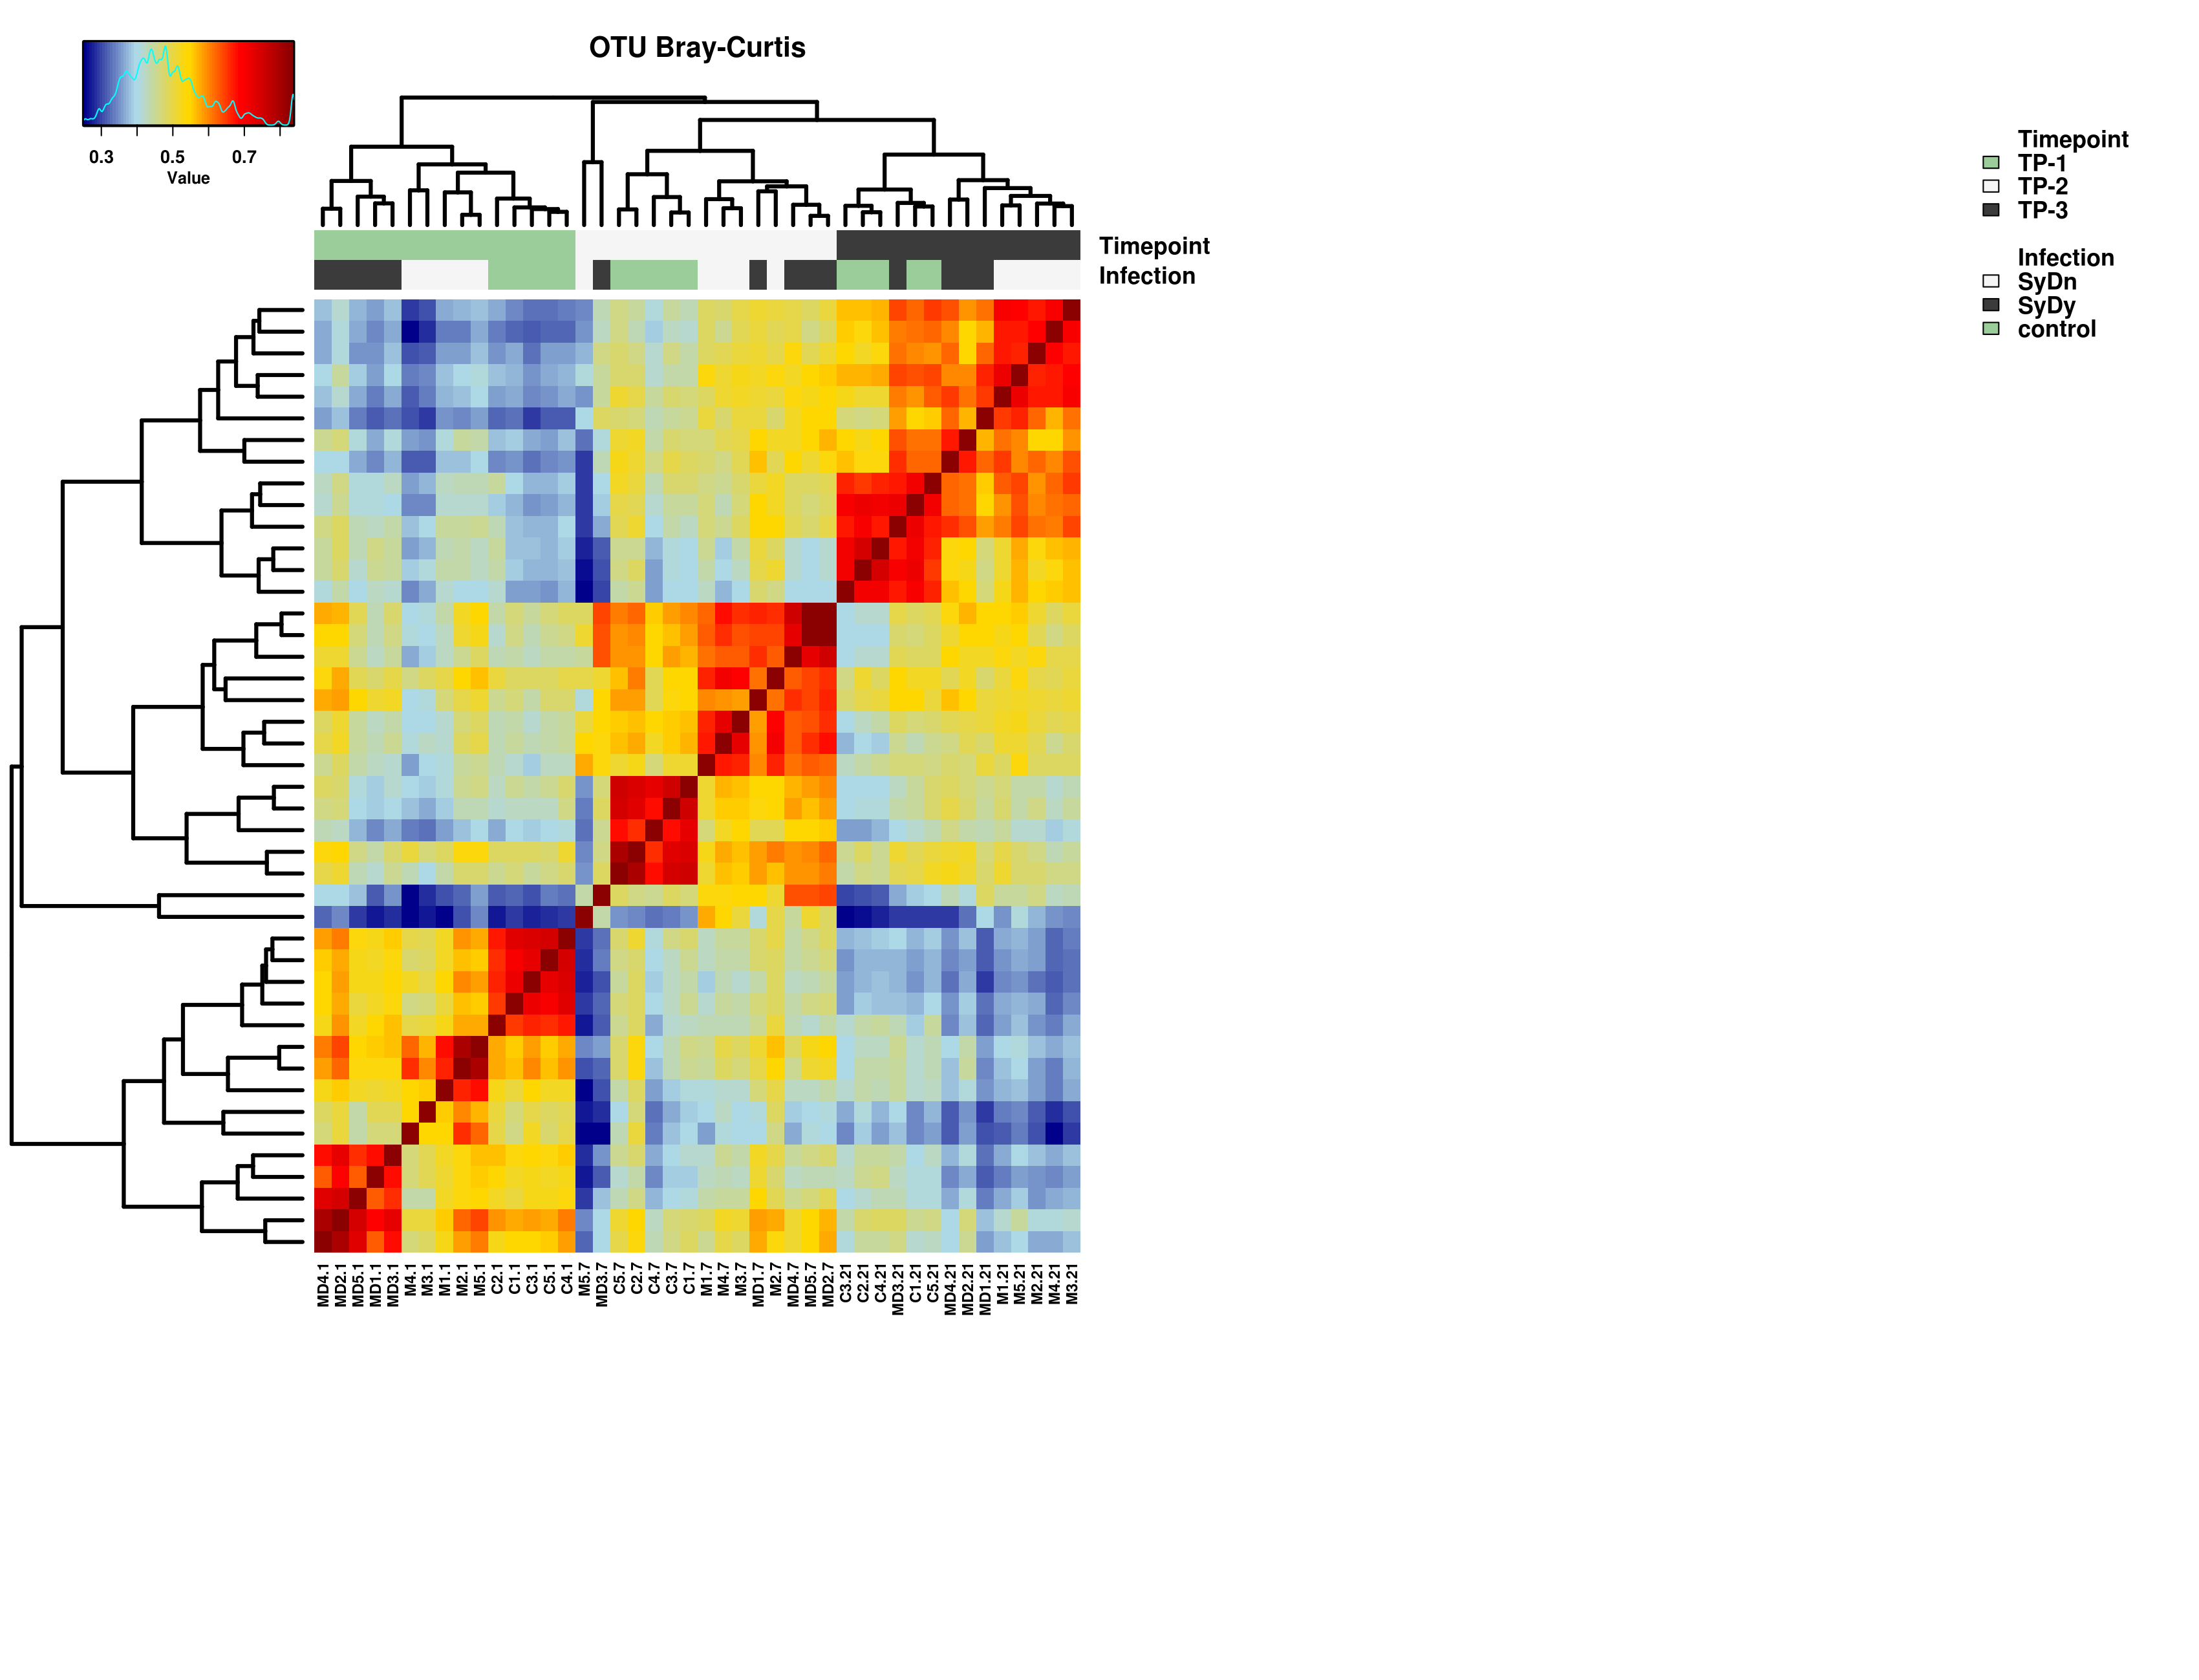 OTU Bray-Curtis
0.3 0.5 0.7
Value
Timepoint
TP-1
TP-2
TP-3
Infection
SyDn
SyDy
control
Timepoint
Infection
MD4.1
MD2.1
MD5.1
MD1.1
MD3.1
M4.1
M3.1
M1.1
M2.1
M5.1
C2.1
C1.1
C3.1
C5.1
C4.1
M5.7
MD3.7
C5.7
C2.7
C4.7
C3.7
C1.7
M1.7
M4.7
M3.7
MD1.7
M2.7
MD4.7
MD5.7
MD2.7
C3.21
C2.21
C4.21
MD3.21
C1.21
C5.21
MD4.21
MD2.21
MD1.21
M1.21
M5.21
M2.21
M4.21
M3.21